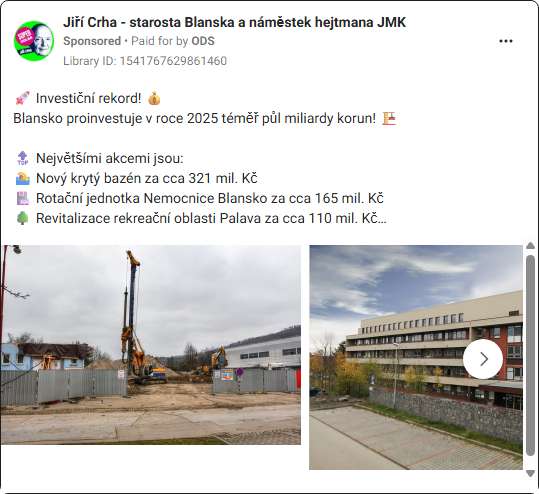 Jiří Crha - starosta Blanska a náměstek hejtmana JMK
Sponsored • Paid for by ODS
Library ID: 1541767629861460
🚀 Investiční rekord! 💰
Blansko proinvestuje v roce 2025 téměř půl miliardy korun! 🏗️
🔝 Největšími akcemi jsou:
🏊 Nový krytý bazén za cca 321 mil. Kč
🏥 Rotační jednotka Nemocnice Blansko za cca 165 mil. Kč
🌳 Revitalizace rekreační oblasti Palava za cca 110 mil. Kč…